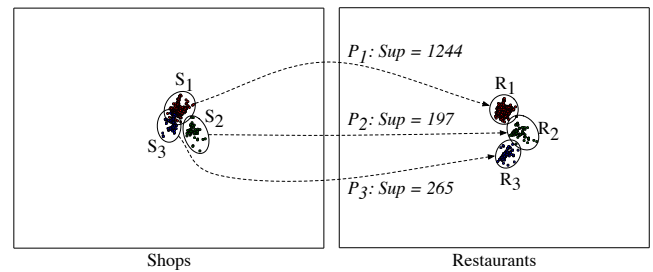 P1: Sup = 1244
S1
R1
S2
P2: Sup = 197
R2
S3
R3
P3: Sup = 265
Shops
Restaurants